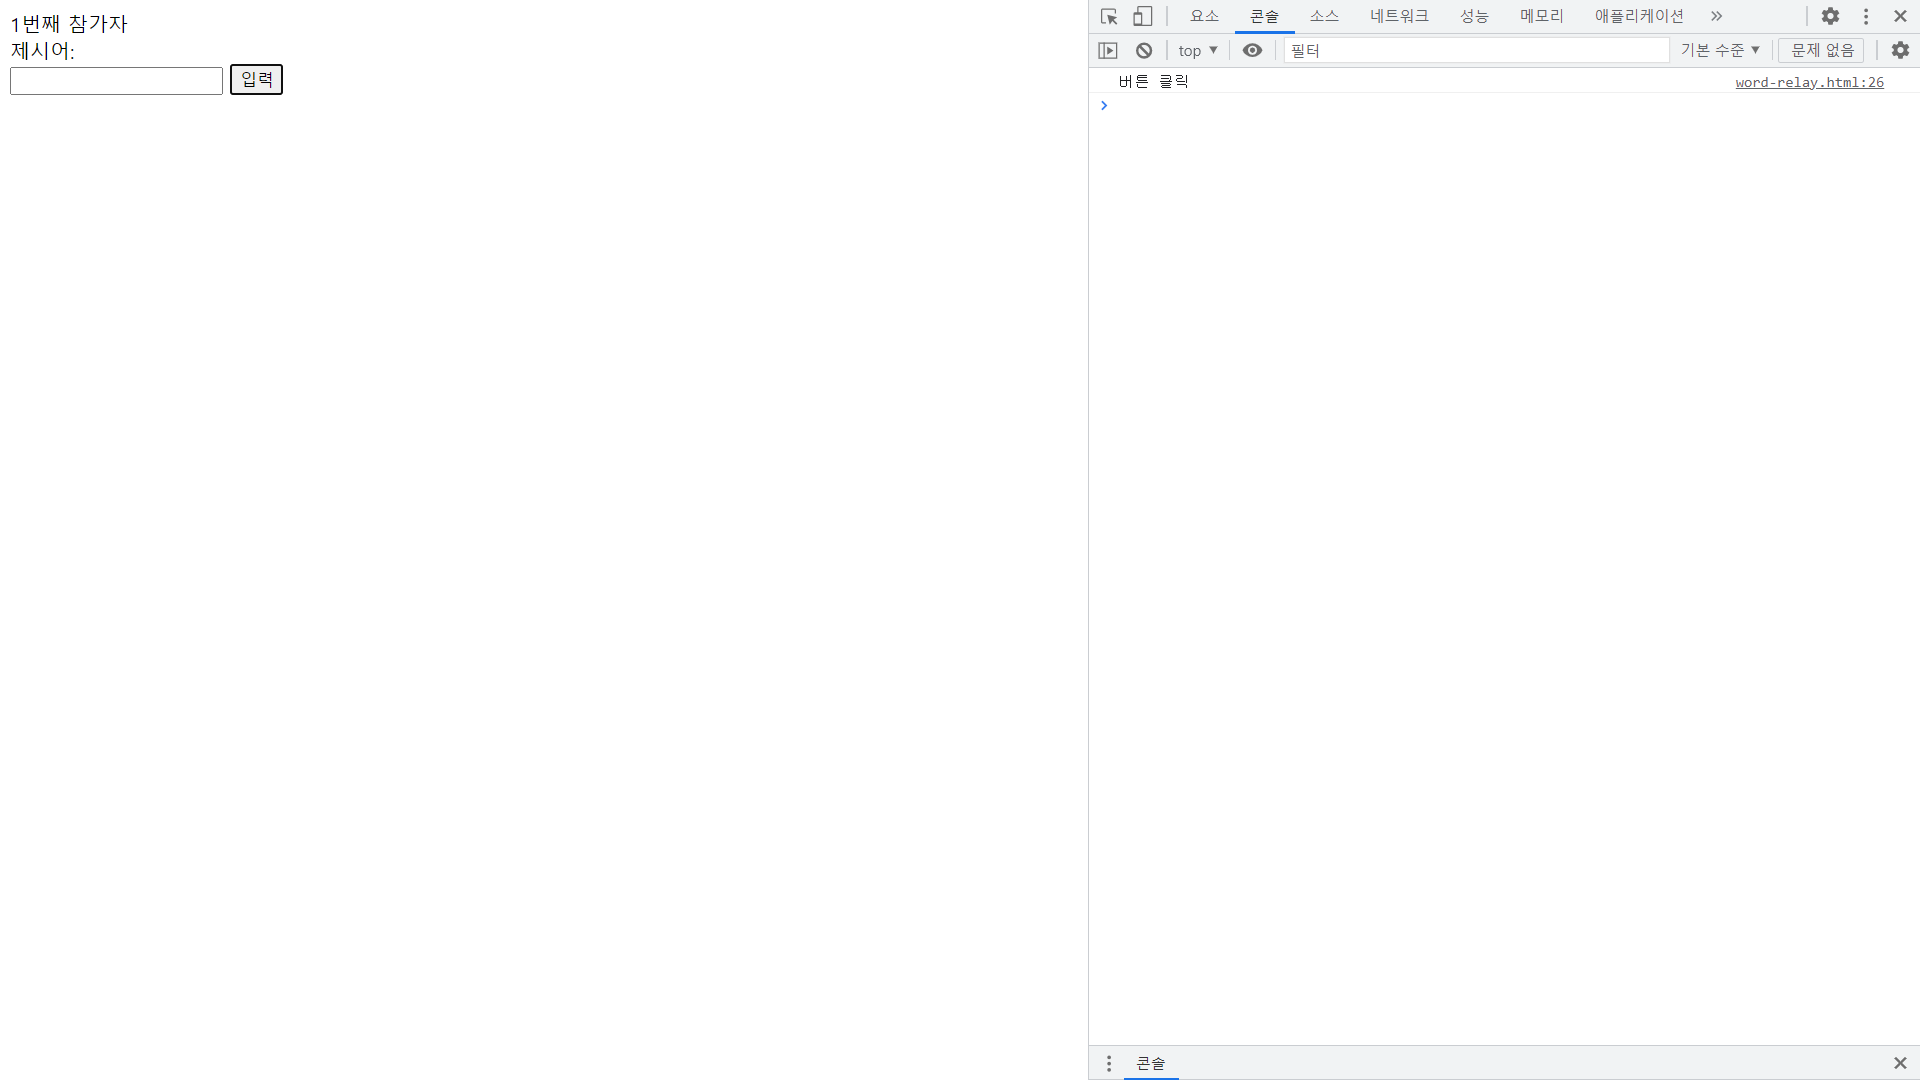 1번째 참가자
제시어:
입력
요소 콘솔 소스 네트워크 성능 메모리 애플리케이션 »
top ▼ 필터 기본 수준 ▼ 문제 없음
버튼 클릭 word-relay.html:26
>
콘솔